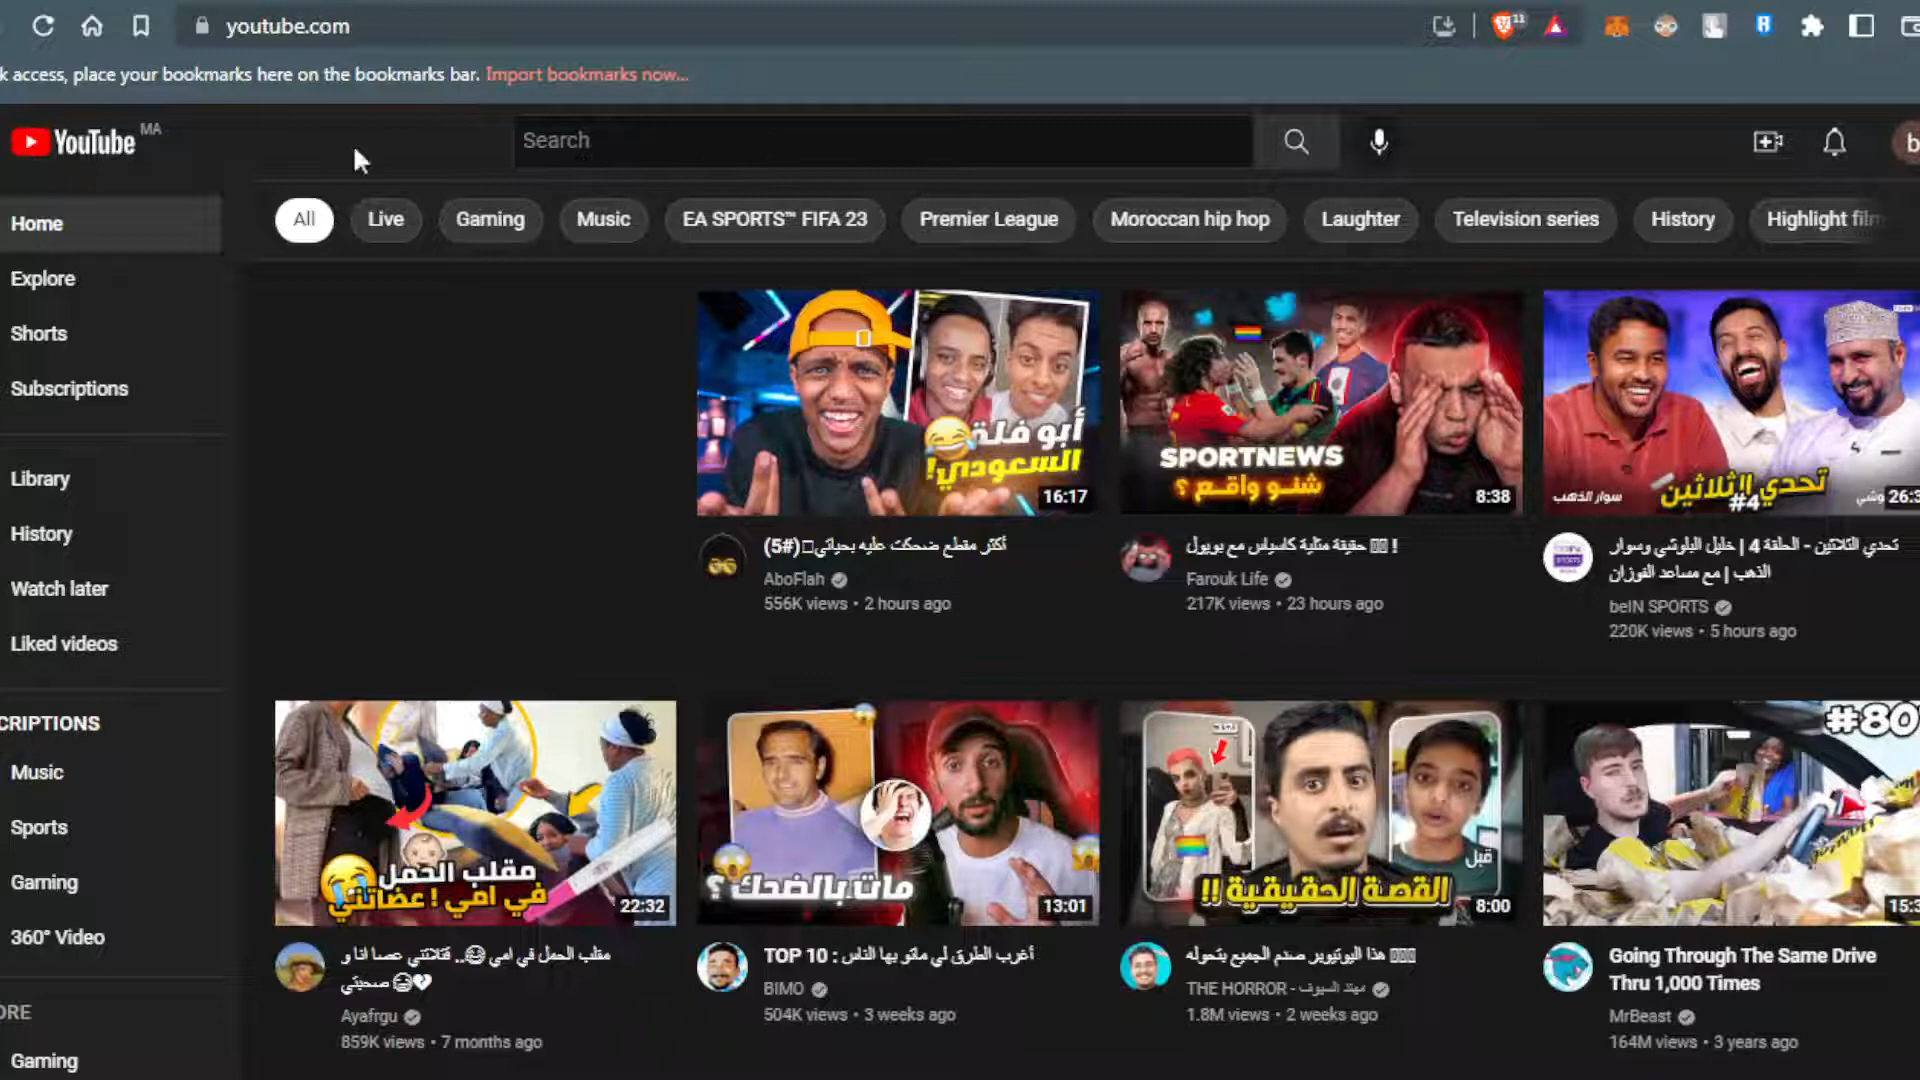 youtube.com
11
k access, place your bookmarks here on the bookmarks bar. Import bookmarks now...
YouTube MA
Search
b
Home
Explore
Shorts
Subscriptions
Library
History
Watch later
Liked videos
CRIPTIONS
Music
Sports
Gaming
360° Video
ORE
Gaming
All
Live
Gaming
Music
EA SPORTS™ FIFA 23
Premier League
Moroccan hip hop
Laughter
Television series
History
Highlight film
أبو فلة
السعودي!
16:17
أكثر مقطع ضحكت عليه بحياتي (#5)
AboFlah
556K views • 2 hours ago
SPORTNEWS
شنو واقع ؟
8:38
حقيقة مثلية كاسياس مع بويول !
Farouk Life
217K views • 23 hours ago
سوار الذهب
تحدي الثلاثين
#4
26:3
تحدي الثلاثين - الحلقة 4 | خليل البلوشي وسوار
الذهب | مع مساعد الفوزان
beIN SPORTS
220K views • 5 hours ago
مقلب الحمل
في امي ! عضاتني
22:32
مقلب الحمل في امي 😂.. قتلاتني عصا انا و
صحبتي 😂💔
Ayafrgu
859K views • 7 months ago
مات بالضحك ؟
13:01
TOP 10 : أغرب الطرق لي ماتو بها الناس
BIMO
504K views • 3 weeks ago
قبل
القصة الحقيقية !!
8:00
هذا اليوتيوبر صدم الجميع بتحوله
THE HORROR - ميند السيوف
1.8M views • 2 weeks ago
#80
15:3
Going Through The Same Drive
Thru 1,000 Times
MrBeast
164M views • 3 years ago